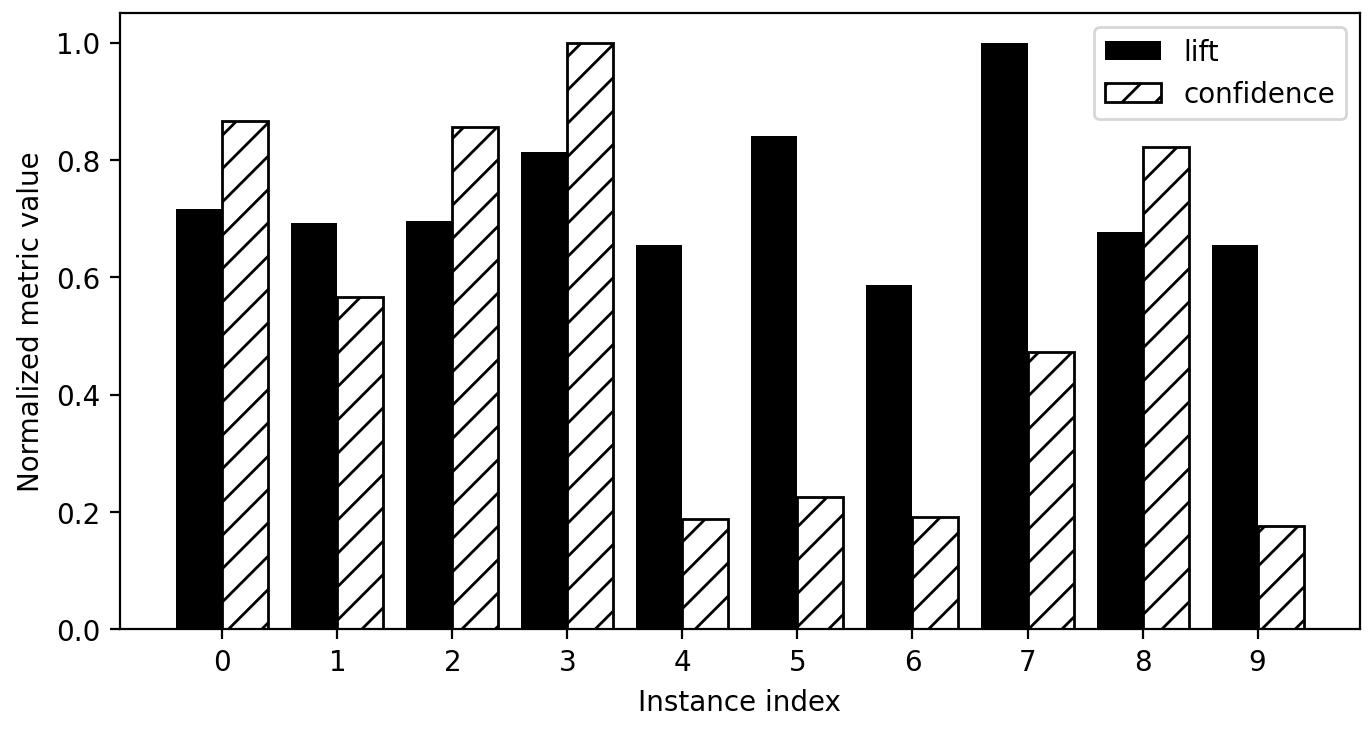 1.0
0.8
0.6
0.4
0.2
0.0
Normalized metric value
lift
confidence
0 1 2 3 4 5 6 7 8 9
Instance index